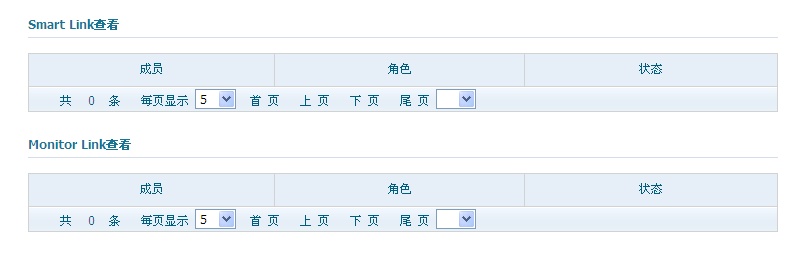 Smart Link查看
成员 角色 状态
共 0 条 每页显示 5 首 页 上 页 下 页 尾 页
Monitor Link查看
成员 角色 状态
共 0 条 每页显示 5 首 页 上 页 下 页 尾 页